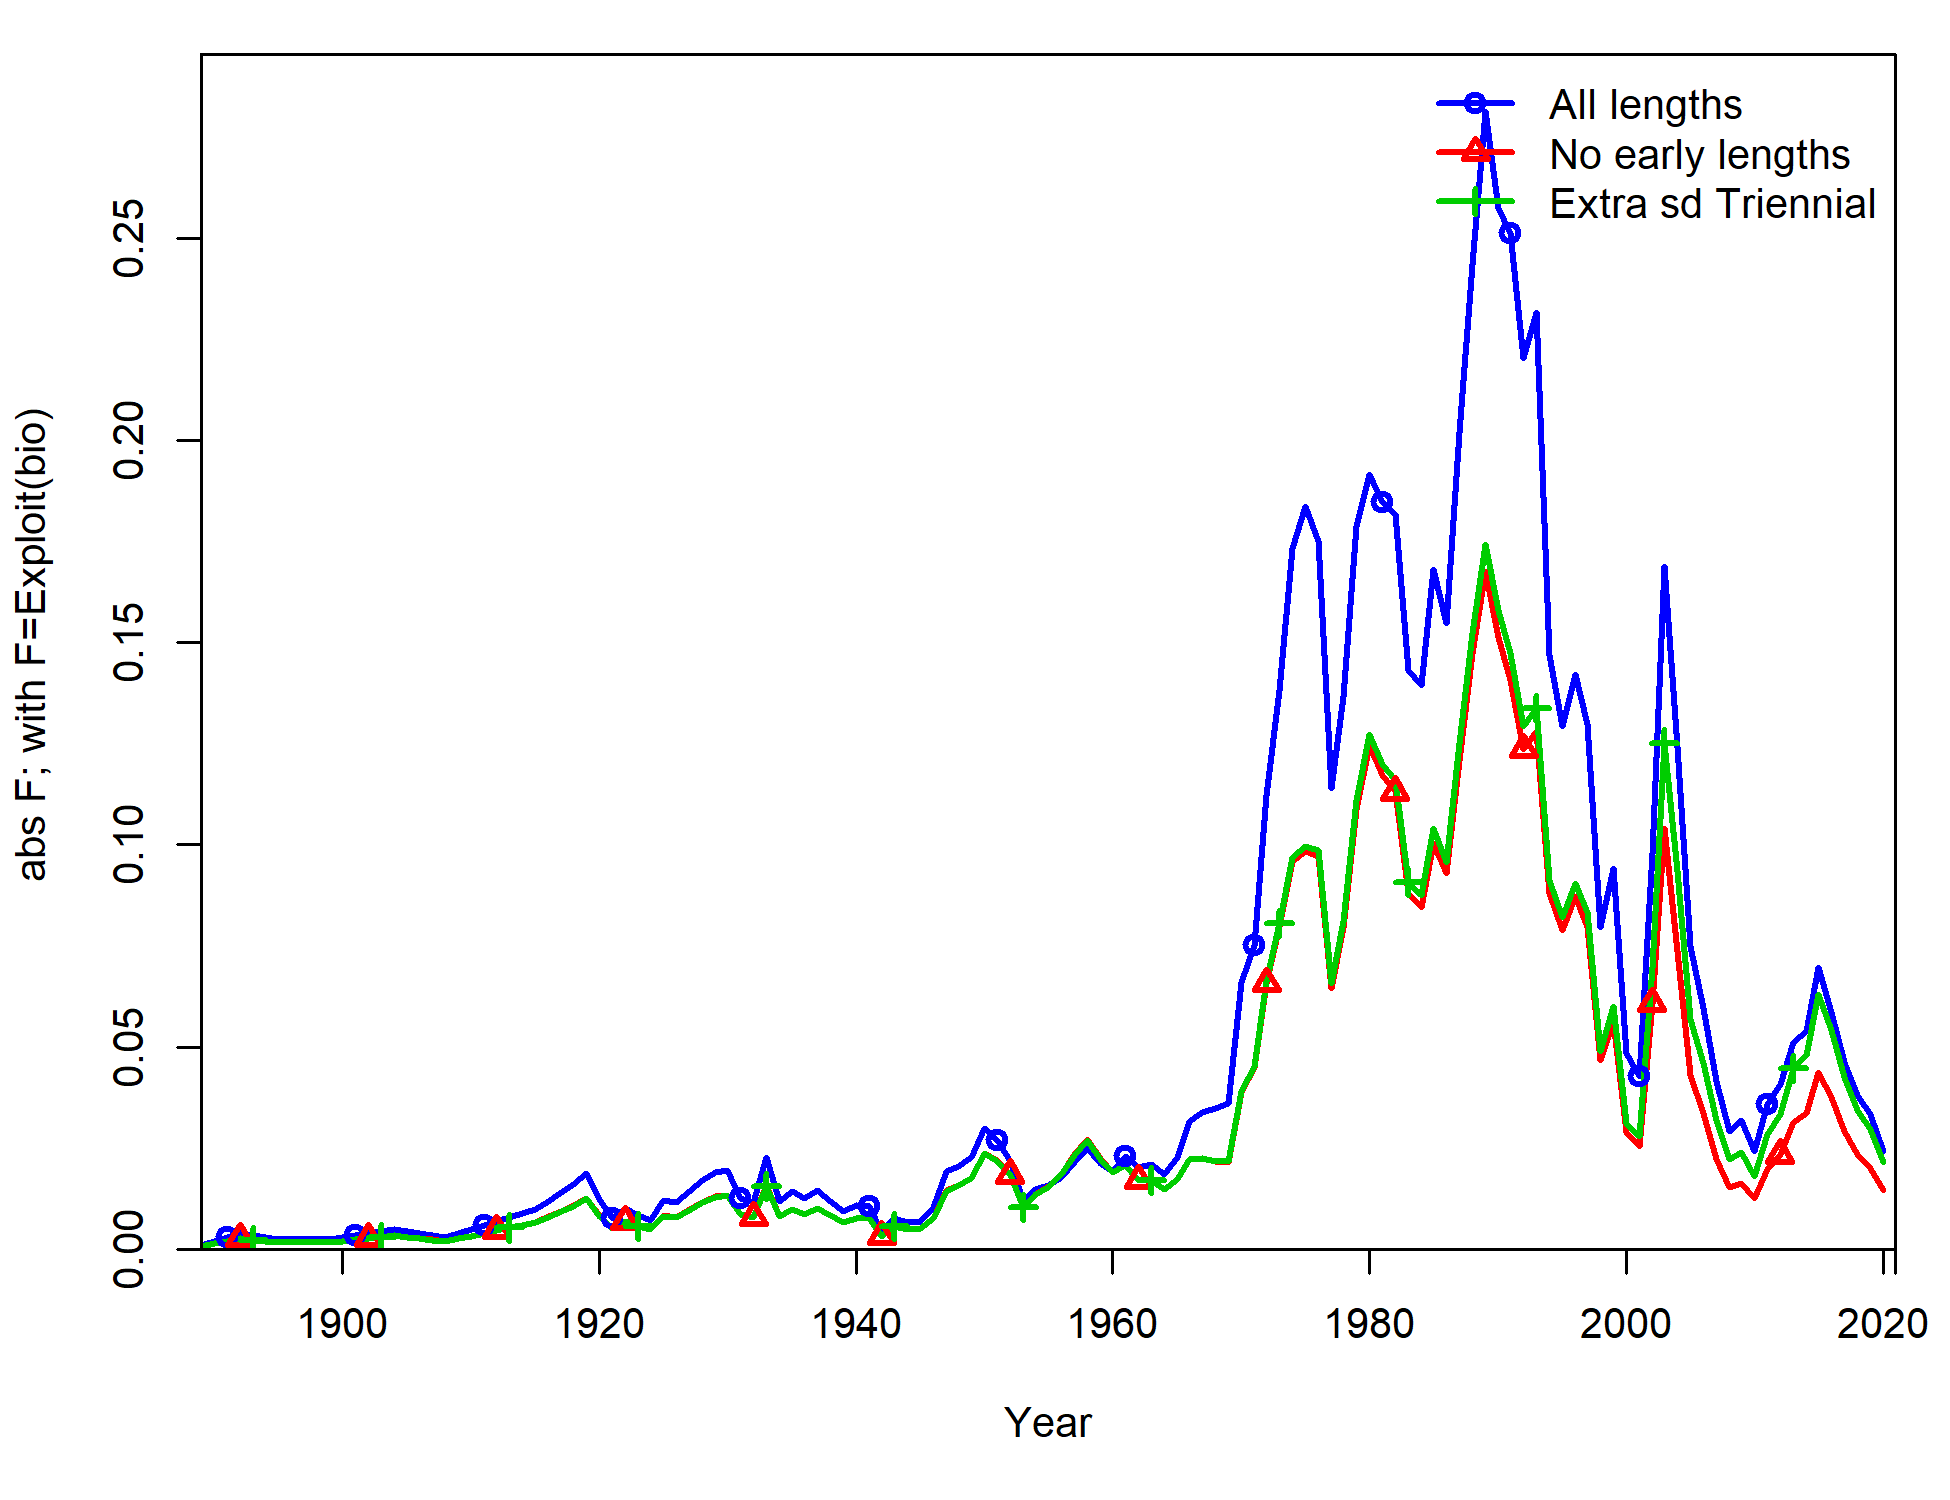 All lengths
No early lengths
Extra sd Triennial
abs F; with F=Exploit(bio)
0.25
0.20
0.15
0.10
0.05
0.00
1900 1920 1940 1960 1980 2000 2020
Year